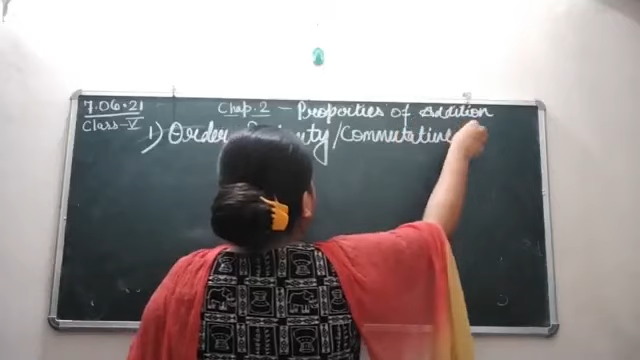 7.06.21
Class-V
Chap. 2 - Properties of Addition
1) Order /Commutative